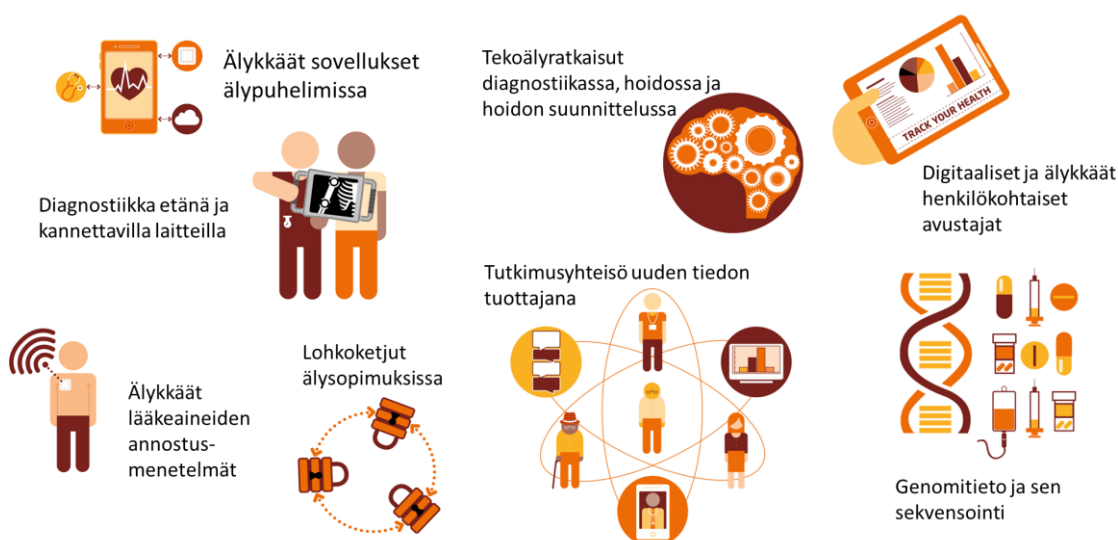 Älykkäät sovellukset
älypuhelimissa
Tekoälyratkaisut
diagnostiikassa, hoidossa ja
hoidon suunnittelussa
TRACK YOUR HEALTH
Digitaaliset ja älykkäät
henkilökohtaiset
avustajat
Diagnostiikka etänä ja
kannettavilla laitteilla
Tutkimusyhteisö uuden tiedon
tuottajana
Lohkoketjut
älysopimuksissa
Älykkäät
lääkeaineiden
annostus-
menetelmät
Genomitieto ja sen
sekvensointi